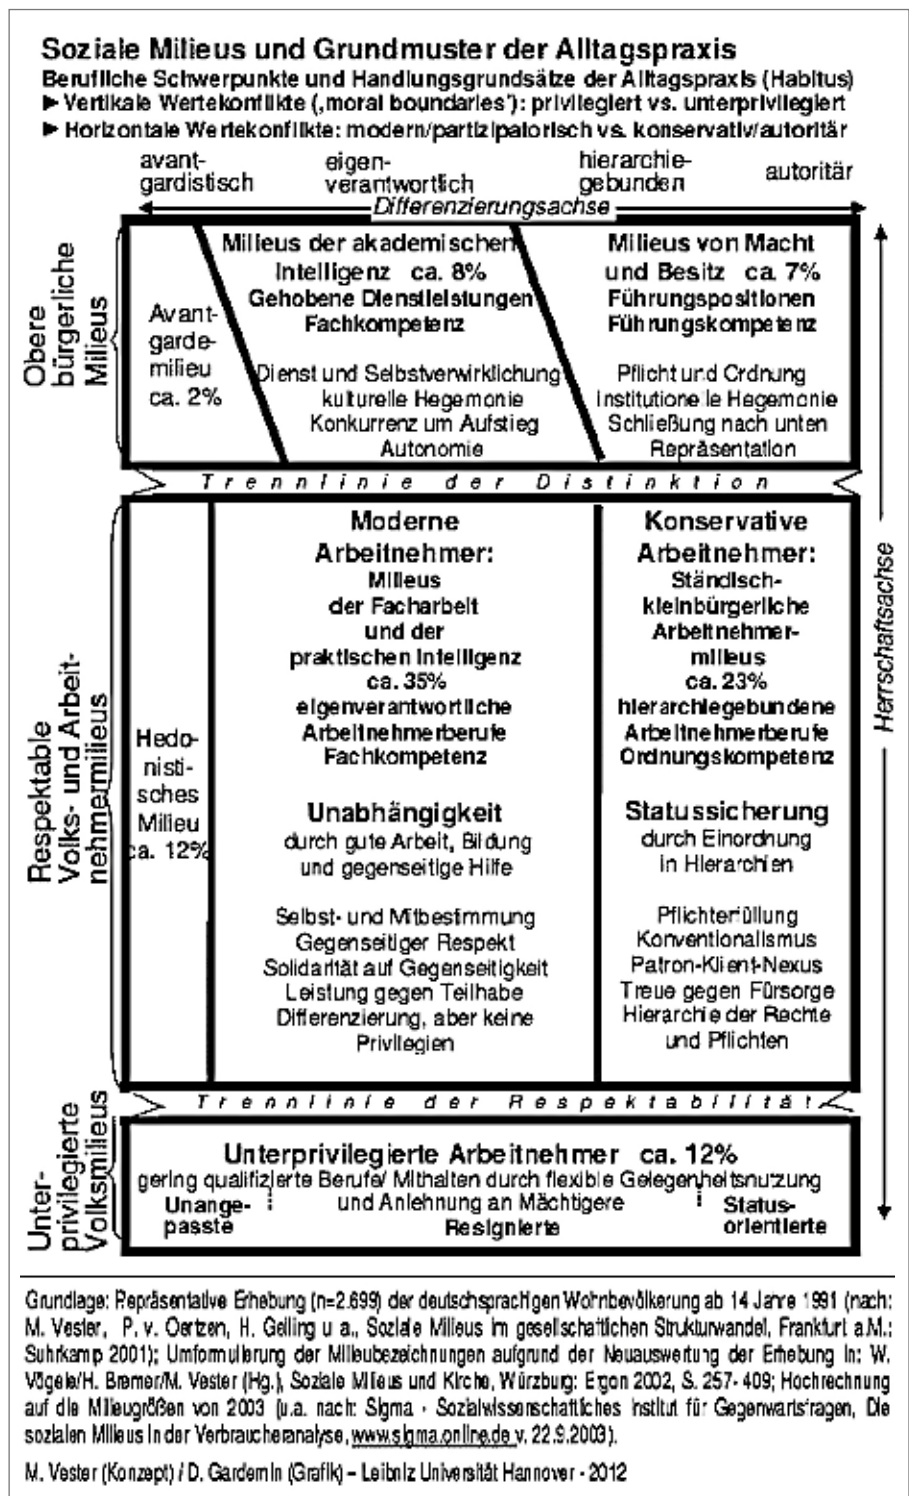 Soziale Milieus und Grundmuster der Alltagspraxis
Berufliche Schwerpunkte und Handlungsgrundsätze der Alltagspraxis (Habitus)
► Vertikale Wertekonflikte (‚moral boundaries'): privilegiert vs. unterprivilegiert
► Horizontale Wertekonflikte: modern/partizipatorisch vs. konservativ/autoritär
avant-
gardistisch
eigen-
verantwortlich
hierarchie-
gebunden
autoritär
Differenzierungsachse
Obere
bürgerliche
Milieus
Avant-
garde-
milieu
ca. 2%
Milieus der akademischen
Intelligenz ca. 8%
Gehobene Dienstleistungen
Fachkompetenz
Dienst und Selbstverwirklichung
kulturelle Hegemonie
Konkurrenz um Aufstieg
Autonomie
Milieus von Macht
und Besitz ca. 7%
Führungspositionen
Führungskompetenz
Pflicht und Ordnung
Institutionelle Hegemonie
Schließung nach unten
Repräsentation
Trennlinie der Distinktion
Herrschaftsachse
Respektable
Volks- und Arbeit-
nehmermilieus
Hedo-
nisti-
sches
Milieu
ca. 12%
Moderne
Arbeitnehmer:
Milieus
der Facharbeit
und der
praktischen Intelligenz
ca. 35%
eigenverantwortliche
Arbeitnehmerberufe
Fachkompetenz
Unabhängigkeit
durch gute Arbeit, Bildung
und gegenseitige Hilfe
Selbst- und Mitbestimmung
Gegenseitiger Respekt
Solidarität auf Gegenseitigkeit
Leistung gegen Teilhabe
Differenzierung, aber keine
Privilegien
Konservative
Arbeitnehmer:
Ständisch-
kleinbürgerliche
Arbeitnehmer-
milieus
ca. 23%
hierarchiegebundene
Arbeitnehmerberufe
Ordnungskompetenz
Statussicherung
durch Einordnung
in Hierarchien
Pflichterfüllung
Konventionalismus
Patron-Klient-Nexus
Treue gegen Fürsorge
Hierarchie der Rechte
und Pflichten
Trennlinie der Respektabilität
Unter-
privilegierte
Volksmilieus
Unterprivilegierte Arbeitnehmer ca. 12%
gering qualifizierte Berufe/ Mithalten durch flexible Gelegenheitsnutzung
und Anlehnung an Mächtigere
Unange-
passte
Resignierte
Status-
orientierte
Grundlage: Repräsentative Erhebung (n=2.699) der deutschsprachigen Wohnbevölkerung ab 14 Jahre 1991 (nach:
M. Vester, P. v. Oertzen, H. Geiling u a., Soziale Milieus im gesellschaftlichen Strukturwandel, Frankfurt a.M.:
Suhrkamp 2001); Umformulierung der Milieubezeichnungen aufgrund der Neuauswertung der Erhebung in: W.
Vögele/H. Bremer/M. Vester (Hg.), Soziale Milieus und Kirche, Würzburg: Ergon 2002, S. 257- 409; Hochrechnung
auf die Milieugrößen von 2003 (u.a. nach: Sigma - Sozialwissenschaftliches Institut für Gegenwartsfragen, Die
sozialen Milieus in der Verbraucheranalyse, www.sigma.online.de v. 22.9.2003).
M. Vester (Konzept) / D. Gardemin (Grafik) – Leibniz Universität Hannover - 2012